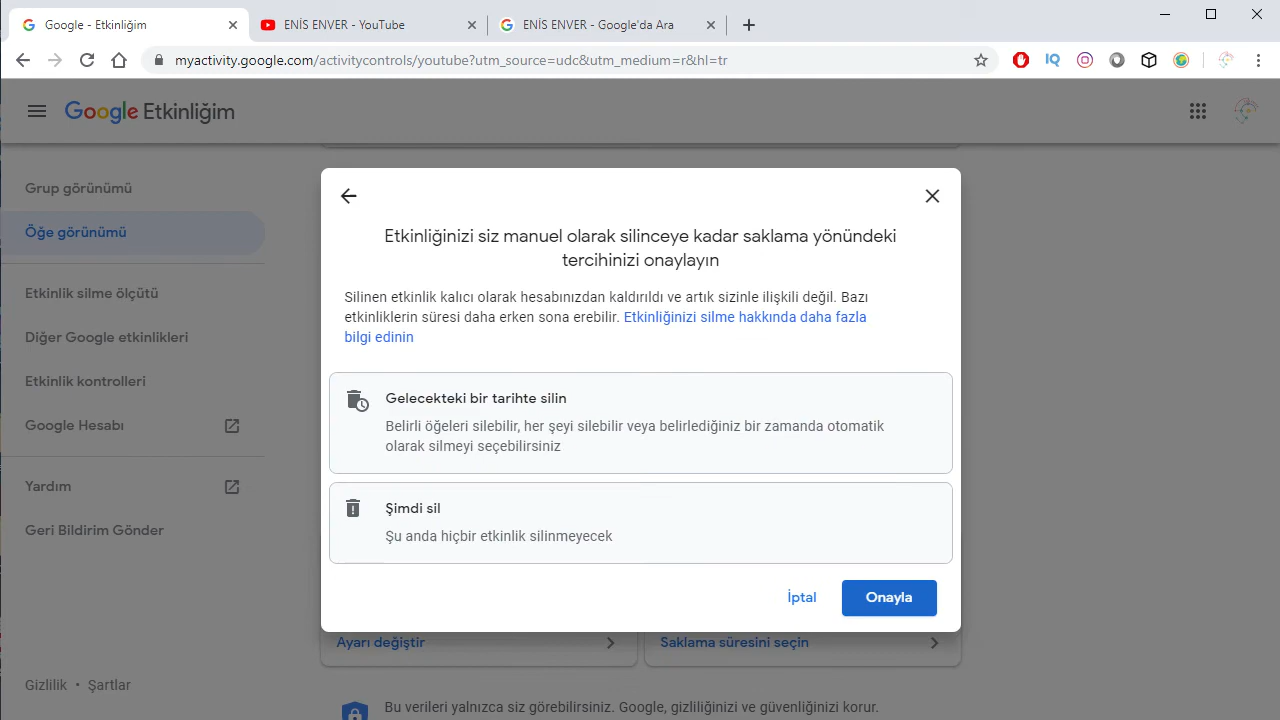 Google - Etkinliğim
ENİS ENVER - YouTube
ENİS ENVER - Google'da Ara
myactivity.google.com/activitycontrols/youtube?utm_source=udc&utm_medium=r&hl=tr
IQ
Google Etkinliğim
Grup görünümü
Öğe görünümü
Etkinlik silme ölçütü
Diğer Google etkinlikleri
Etkinlik kontrolleri
Google Hesabı
Yardım
Geri Bildirim Gönder
Gizlilik • Şartlar
Etkinliğinizi siz manuel olarak silinceye kadar saklama yönündeki
tercihinizi onaylayın
Silinen etkinlik kalıcı olarak hesabınızdan kaldırıldı ve artık sizinle ilişkili değil. Bazı
etkinliklerin süresi daha erken sona erebilir. Etkinliğinizi silme hakkında daha fazla
bilgi edinin
Gelecekteki bir tarihte silin
Belirli öğeleri silebilir, her şeyi silebilir veya belirlediğiniz bir zamanda otomatik
olarak silmeyi seçebilirsiniz
Şimdi sil
Şu anda hiçbir etkinlik silinmeyecek
İptal
Onayla
Ayarı değiştir
Saklama süresini seçin
Bu verileri yalnızca siz görebilirsiniz. Google, gizliliğinizi ve güvenliğinizi korur.